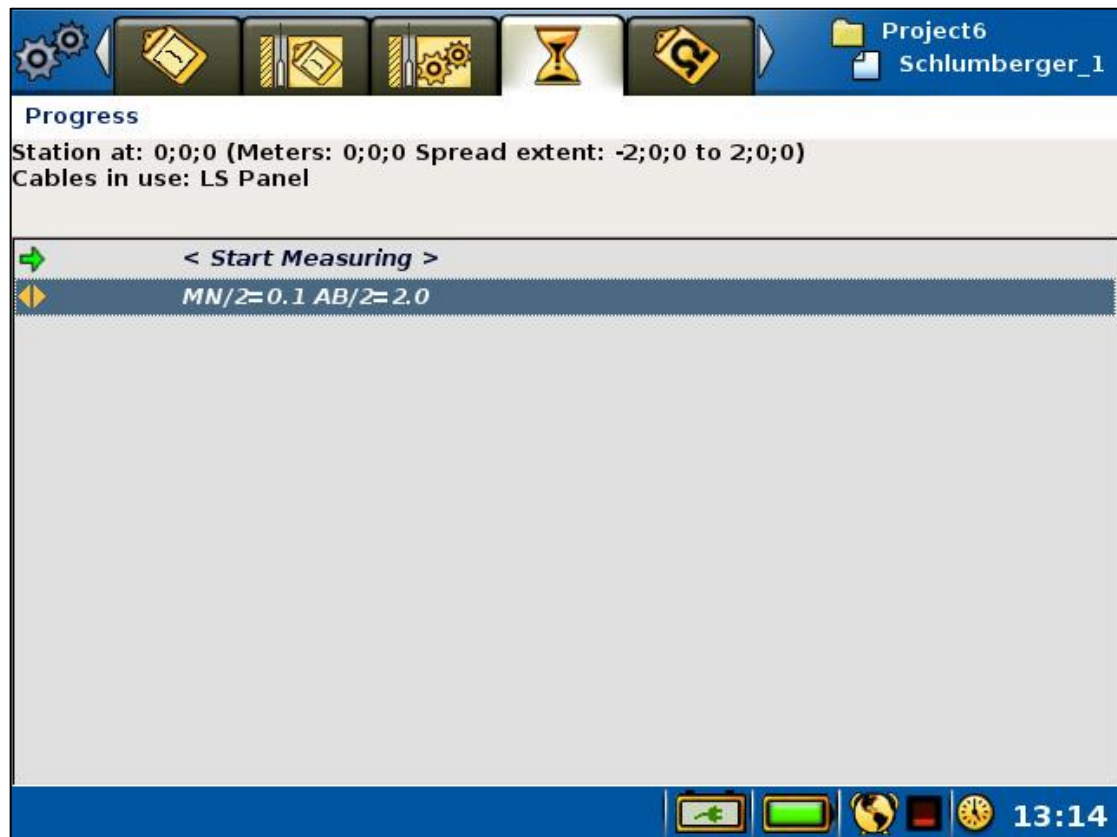 Project6
Schlumberger_1
Progress
Station at: 0;0;0 (Meters: 0;0;0 Spread extent: -2;0;0 to 2;0;0)
Cables in use: LS Panel
< Start Measuring >
MN/2=0.1 AB/2=2.0
13:14